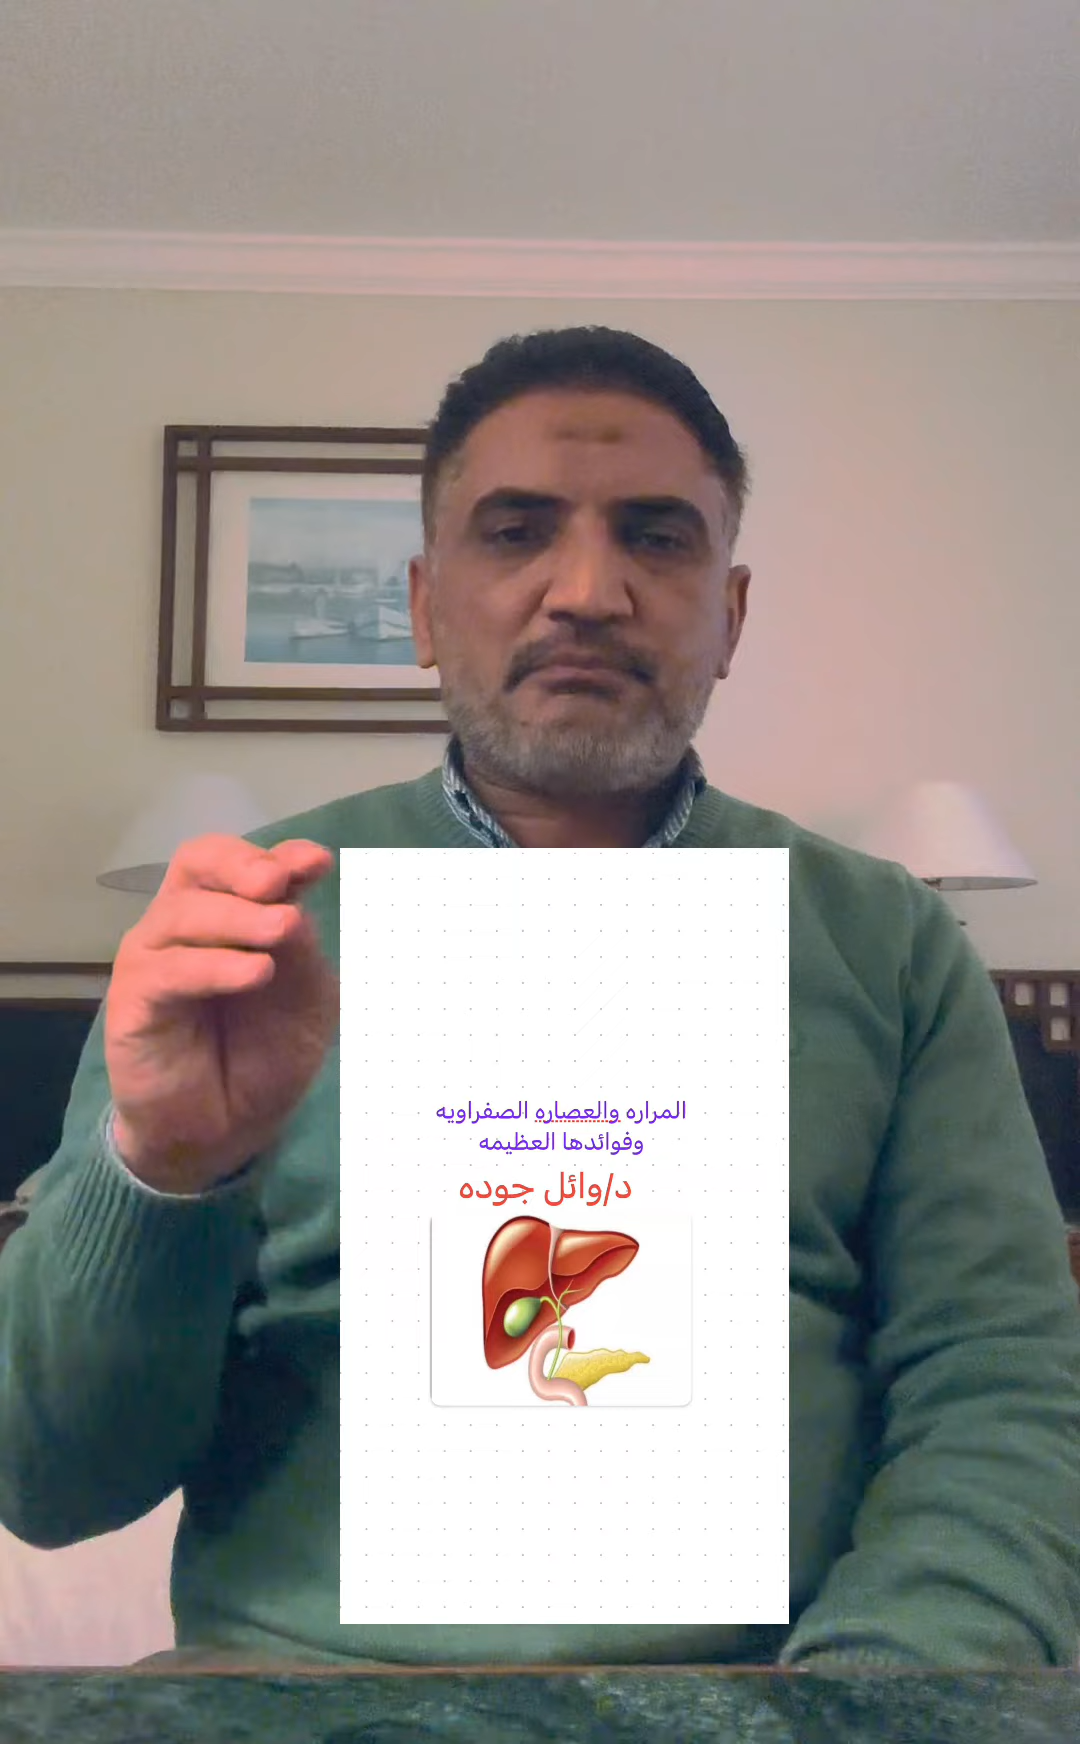 المراره والعصاره الصفراويه
وفوائدها العظيمه
د/وائل جوده